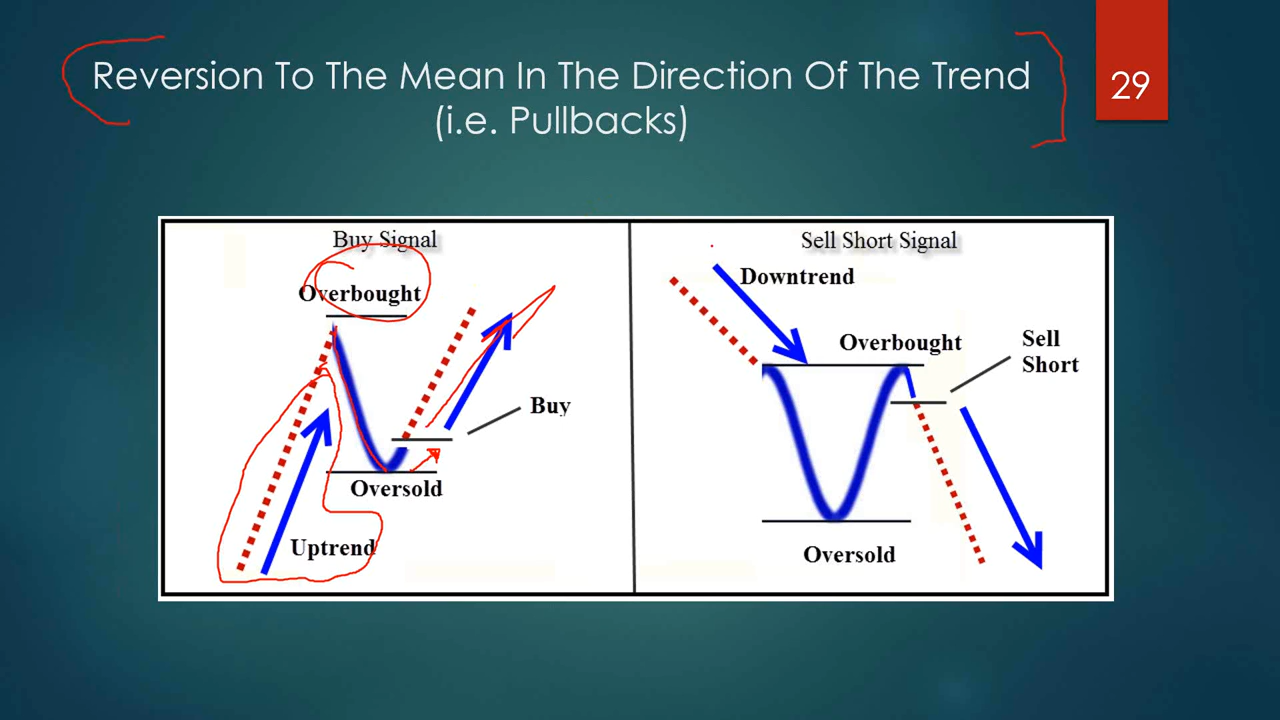 Reversion To The Mean In The Direction Of The Trend
(i.e. Pullbacks)
29
Buy Signal
Overbought
Buy
Oversold
Uptrend
Sell Short Signal
Downtrend
Overbought
Sell
Short
Oversold